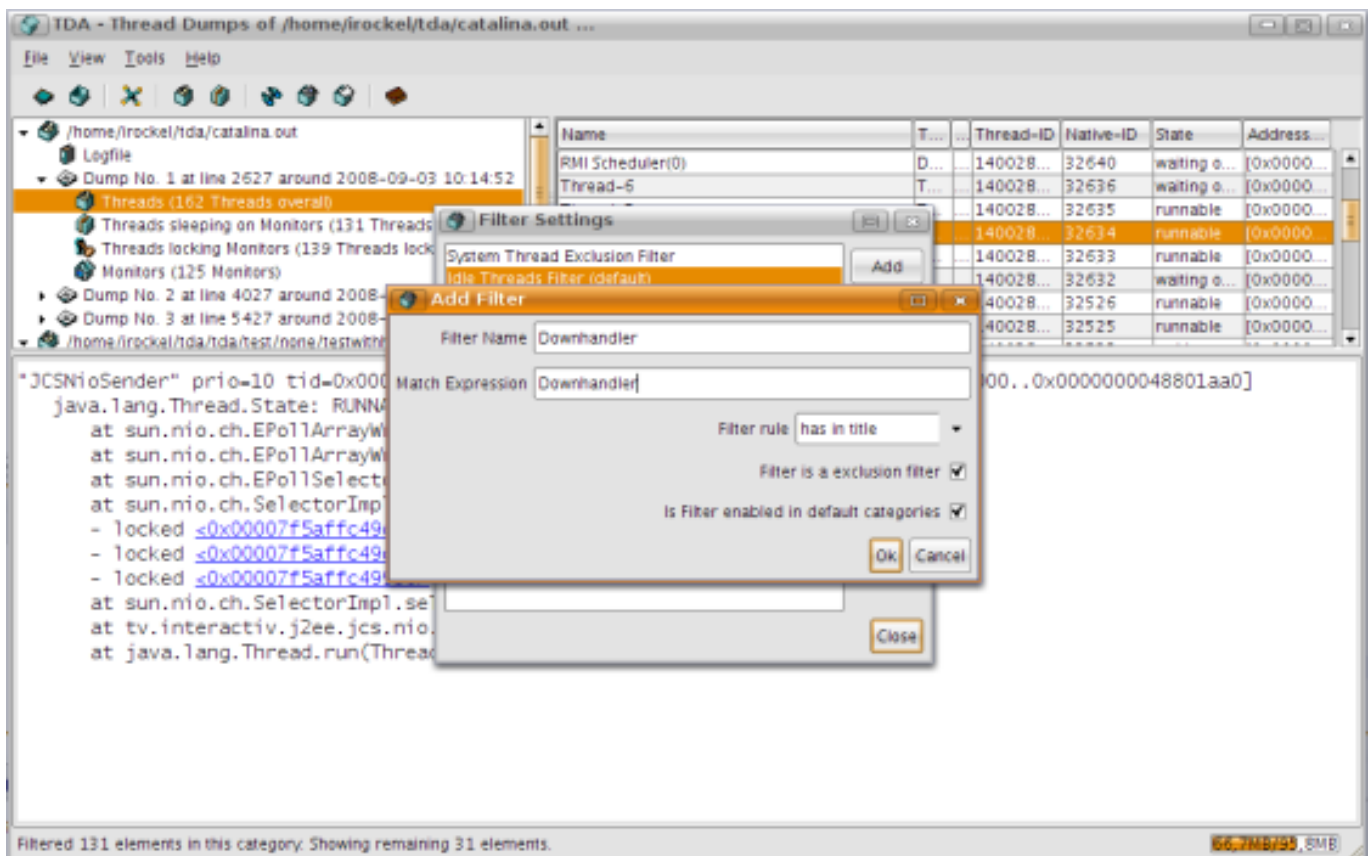 TDA - Thread Dumps of /home/irockel/tda/catalina.out ...
File View Tools Help
/home/irockel/tda/catalina.out
Logfile
Dump No. 1 at line 2627 around 2008-09-03 10:14:52
Threads (162 Threads overall)
Threads sleeping on Monitors (131 Threads
Threads locking Monitors (139 Threads lock
Monitors (125 Monitors)
Dump No. 2 at line 4027 around 2008-
Dump No. 3 at line 5427 around 2008-
/home/irockel/tda/tda/test/none/testwith
Name T... ... Thread-ID Native-ID State Address...
RMI Scheduler(0) D... ... 140028... 32640 waiting o... [0x0000...
Thread-6 T... ... 140028... 32636 waiting o... [0x0000...
140028... 32635 runnable [0x0000...
140028... 32634 runnable [0x0000...
140028... 32633 runnable [0x0000...
140028... 32632 waiting o... [0x0000...
40028... 32526 runnable [0x0000...
40028... 32525 runnable [0x0000...
Filter Settings
System Thread Exclusion Filter
Idle Threads Filter (default)
Add
Add Filter
Filter Name Downhandler
Match Expression Downhandler
Filter rule has in title
Filter is a exclusion filter
Is Filter enabled in default categories
Ok Cancel
Close
"JCSNioSender" prio=10 tid=0x000 000..0x0000000048801aa0]
java.lang.Thread.State: RUNNA
at sun.nio.ch.EPollArrayW
at sun.nio.ch.EPollArrayW
at sun.nio.ch.EPollSelect
at sun.nio.ch.SelectorImp
- locked <0x00007f5affc49
- locked <0x00007f5affc49
- locked <0x00007f5affc49
at sun.nio.ch.SelectorImpl.sel
at tv.interactiv.j2ee.jcs.nio.
at java.lang.Thread.run(Threa
Filtered 131 elements in this category. Showing remaining 31 elements.
66,7MB/95,8MB